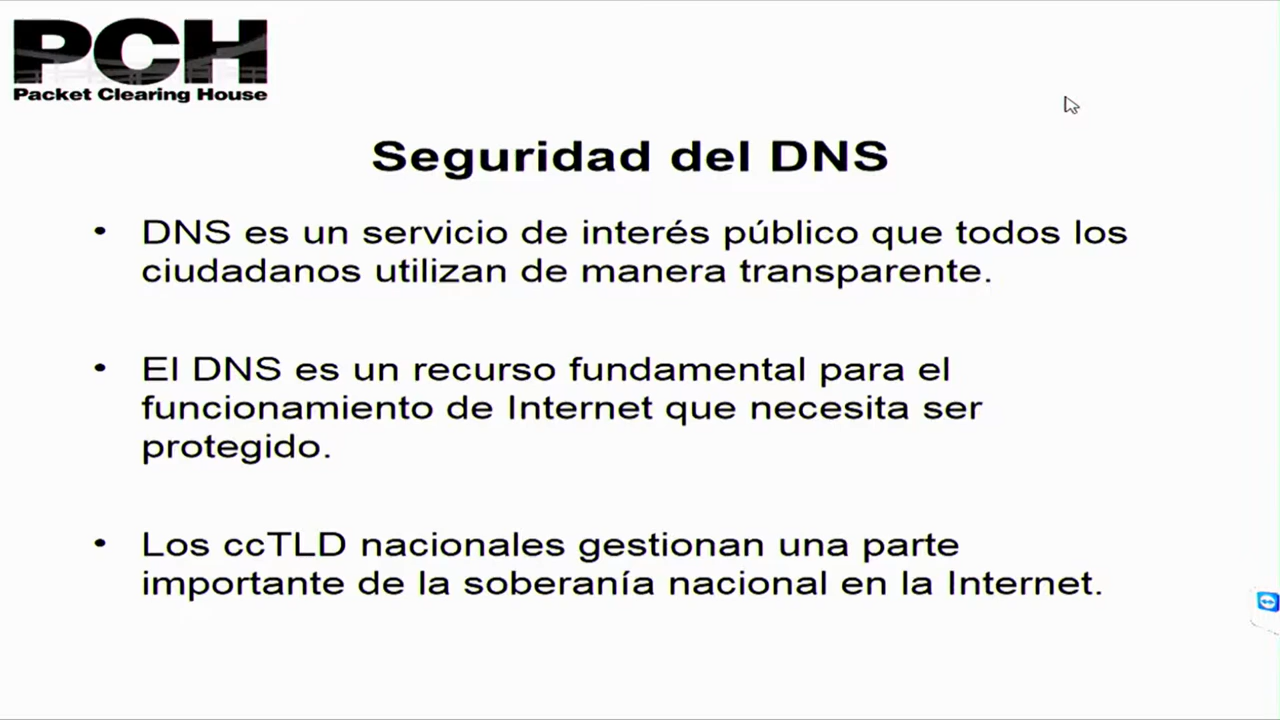 PCH
Packet Clearing House
Seguridad del DNS
• DNS es un servicio de interés público que todos los
ciudadanos utilizan de manera transparente.
• El DNS es un recurso fundamental para el
funcionamiento de Internet que necesita ser
protegido.
• Los ccTLD nacionales gestionan una parte
importante de la soberanía nacional en la Internet.